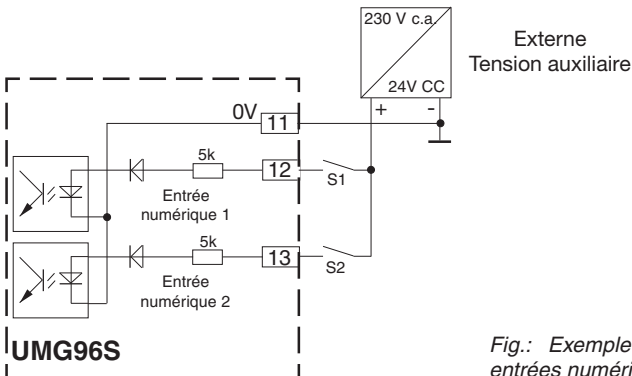 230 V c.a.
24V CC
Externe
Tension auxiliaire
+ -
0V 11
5k 12 S1
Entrée
numérique 1
5k 13 S2
Entrée
numérique 2
UMG96S
Fig.: Exemple
entrées numéri